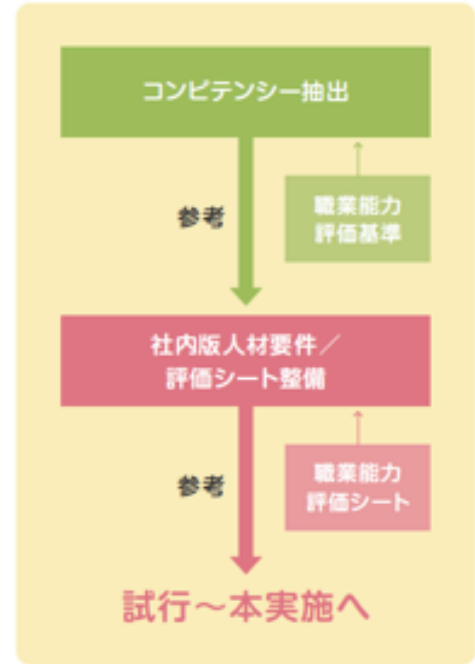 コンピテンシー抽出
参考
職業能力
評価基準
社内版人材要件／
評価シート整備
参考
職業能力
評価シート
試行～本実施へ